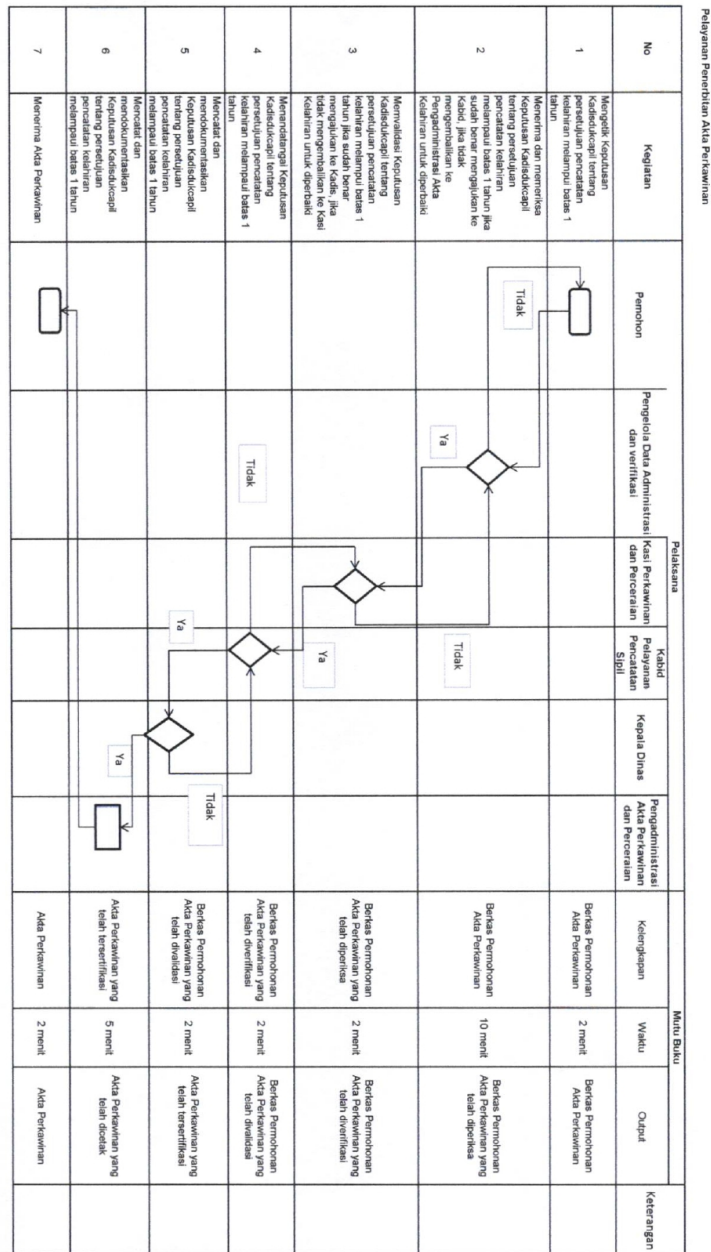 Pelayanan Penerbitan Akta Perkawinan
No
Kegiatan
Pelaksana
Mutu Buku
Keterangan
Pemohon
Pengelola Data Administrasi
dan verifikasi
Kasi Perkawinan
dan Perceraian
Kabid
Pelayanan
Pencatatan
Sipil
Kepala Dinas
Pengadministrasi
Akta Perkawinan
dan Perceraian
Kelengkapan
Waktu
Output
1
Mengetik Keputusan
Kadisdukcapil tentang
persetujuan pencatatan
kelahiran melampui batas 1
tahun
Berkas Permohonan
Akta Perkawinan
2 menit
Berkas Permohonan
Akta Perkawinan
Tidak
2
Menerima dan memeriksa
Keputusan Kadisdukcapil
tentang persetujuan
pencatatan kelahiran
melampaui batas 1 tahun jika
sudah benar mengajukan ke
Kabid, jika tidak
mengembalikan ke
Pengadministrasi Akta
Kelahiran untuk diperbaiki
Ya
Tidak
Berkas Permohonan
Akta Perkawinan
10 menit
Berkas Permohonan
Akta Perkawinan yang
telah diperiksa
3
Memvalidasi Keputusan
Kadisdukcapil tentang
persetujuan pencatatan
kelahiran melampui batas 1
tahun jika sudah benar
mengajukan ke Kadis, jika
tidak mengembalikan ke Kasi
Kelahiran untuk diperbaiki
Ya
Berkas Permohonan
Akta Perkawinan yang
telah diperiksa
2 menit
Berkas Permohonan
Akta Perkawinan yang
telah diverifikasi
4
Menandatangai Keputusan
Kadisdukcapil tentang
persetujuan pencatatan
kelahiran melampaui batas 1
tahun
Tidak
Berkas Permohonan
Akta Perkawinan yang
telah diverifikasi
2 menit
Berkas Permohonan
Akta Perkawinan yang
telah divalidasi
5
Mencatat dan
mendokumentasikan
Keputusan Kadisdukcapil
tentang persetujuan
pencatatan kelahiran
melampaui batas 1 tahun
Ya
Tidak
Berkas Permohonan
Akta Perkawinan yang
telah divalidasi
2 menit
Akta Perkawinan yang
telah tersertifikasi
6
Mencatat dan
mendokumentasikan
Keputusan Kadisdukcapil
tentang persetujuan
pencatatan kelahiran
melampaui batas 1 tahun
Ya
Akta Perkawinan yang
telah tersertifikasi
5 menit
Akta Perkawinan yang
telah dicetak
7
Menerima Akta Perkawinan
Akta Perkawinan
2 menit
Akta Perkawinan